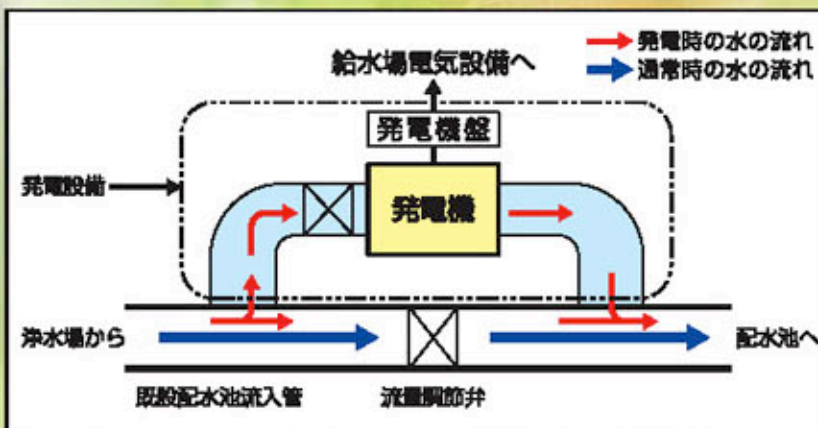 発電時の水の流れ
通常時の水の流れ
給水場電気設備へ
発電機盤
発電設備
発電機
浄水場から
配水池へ
既設配水池流入管
流量調節弁